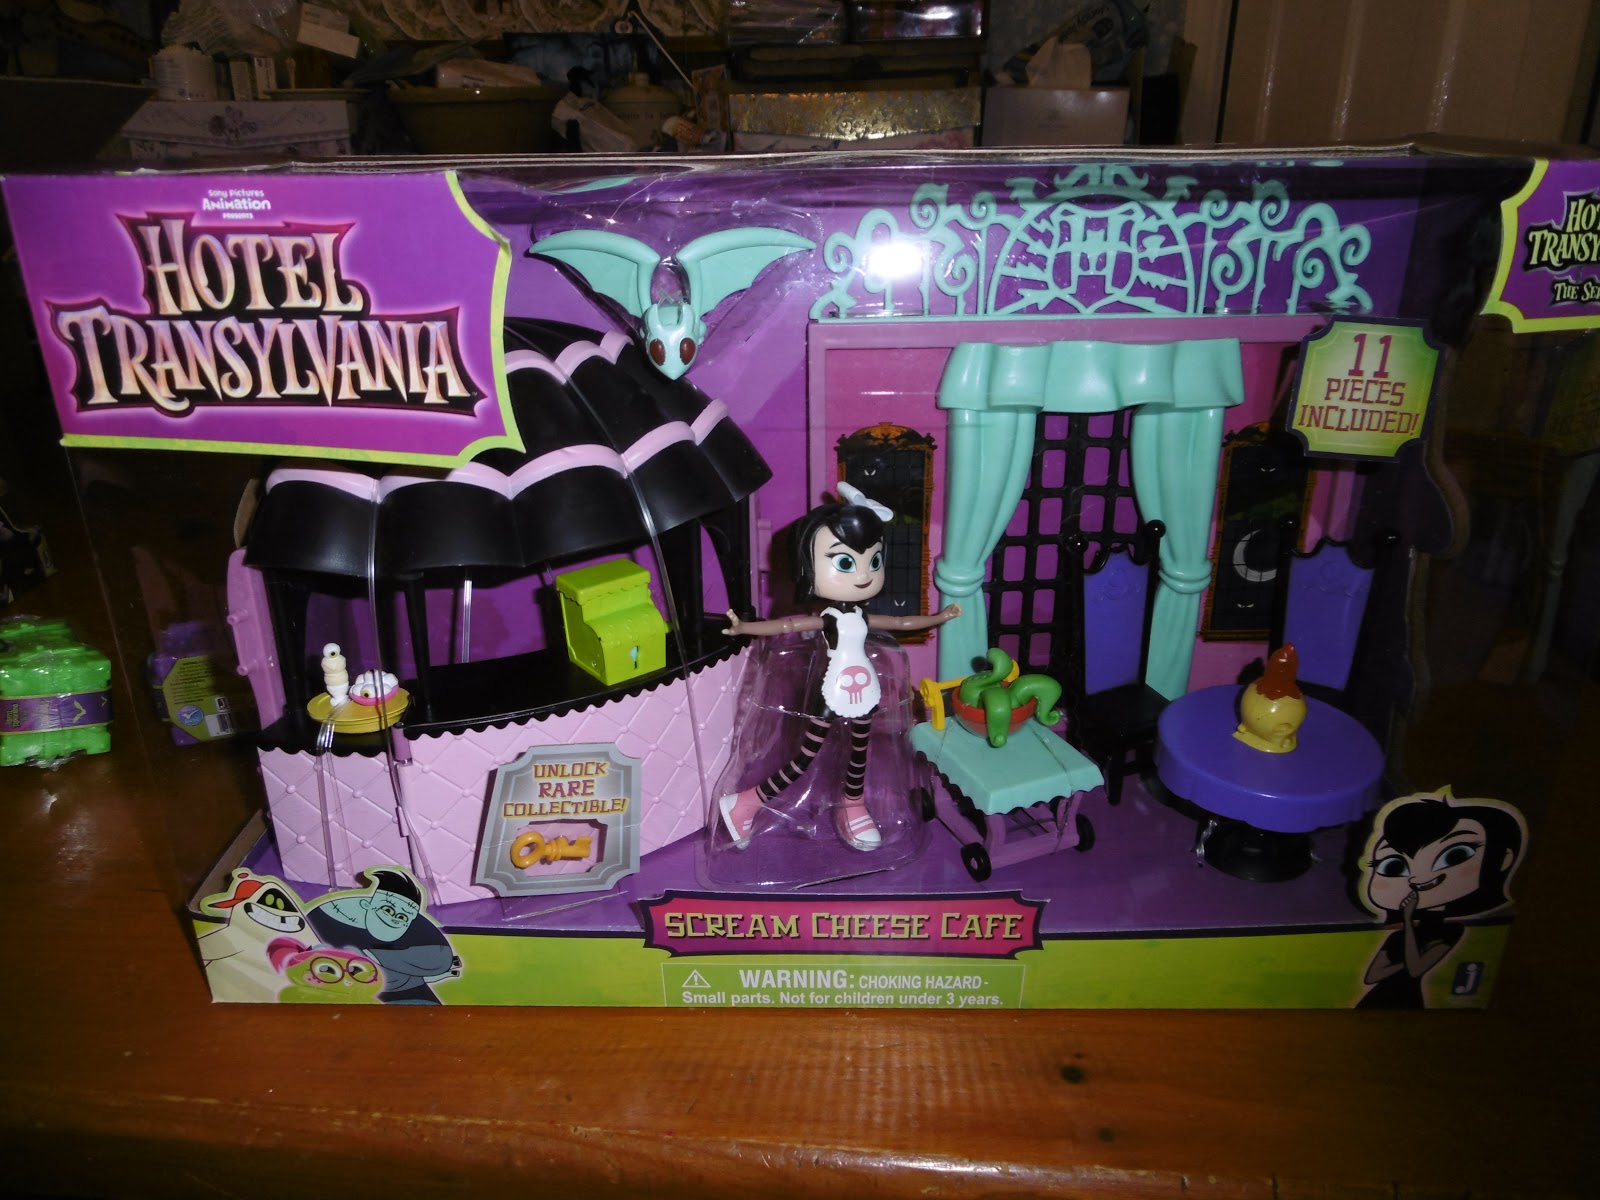 Sony Pictures
Animation
PRESENTS
HOTEL
TRANSYLVANIA
11
PIECES
INCLUDED!
UNLOCK
RARE
COLLECTIBLE!
SCREAM CHEESE CAFE
WARNING: CHOKING HAZARD -
Small parts. Not for children under 3 years.
J